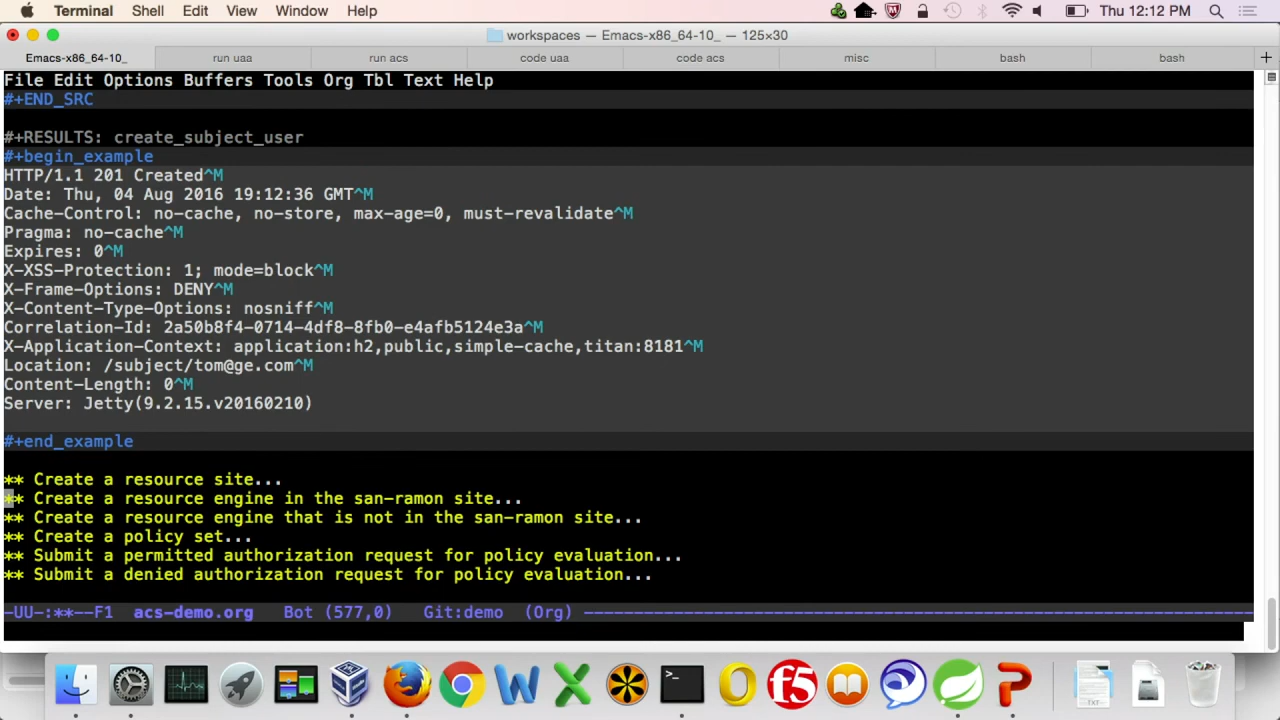 Terminal Shell Edit View Window Help Thu 12:12 PM
workspaces — Emacs-x86_64-10_ — 125×30
Emacs-x86_64-10_ run uaa run acs code uaa code acs misc bash bash
File Edit Options Buffers Tools Org Tbl Text Help
#+END_SRC
#+RESULTS: create_subject_user
#+begin_example
HTTP/1.1 201 Created^M
Date: Thu, 04 Aug 2016 19:12:36 GMT^M
Cache-Control: no-cache, no-store, max-age=0, must-revalidate^M
Pragma: no-cache^M
Expires: 0^M
X-XSS-Protection: 1; mode=block^M
X-Frame-Options: DENY^M
X-Content-Type-Options: nosniff^M
Correlation-Id: 2a50b8f4-0714-4df8-8fb0-e4afb5124e3a^M
X-Application-Context: application:h2,public,simple-cache,titan:8181^M
Location: /subject/tom@ge.com^M
Content-Length: 0^M
Server: Jetty(9.2.15.v20160210)
#+end_example
** Create a resource site...
** Create a resource engine in the san-ramon site...
** Create a resource engine that is not in the san-ramon site...
** Create a policy set...
** Submit a permitted authorization request for policy evaluation...
** Submit a denied authorization request for policy evaluation...
-UU-:**--F1 acs-demo.org Bot (577,0) Git:demo (Org) ----------
f5